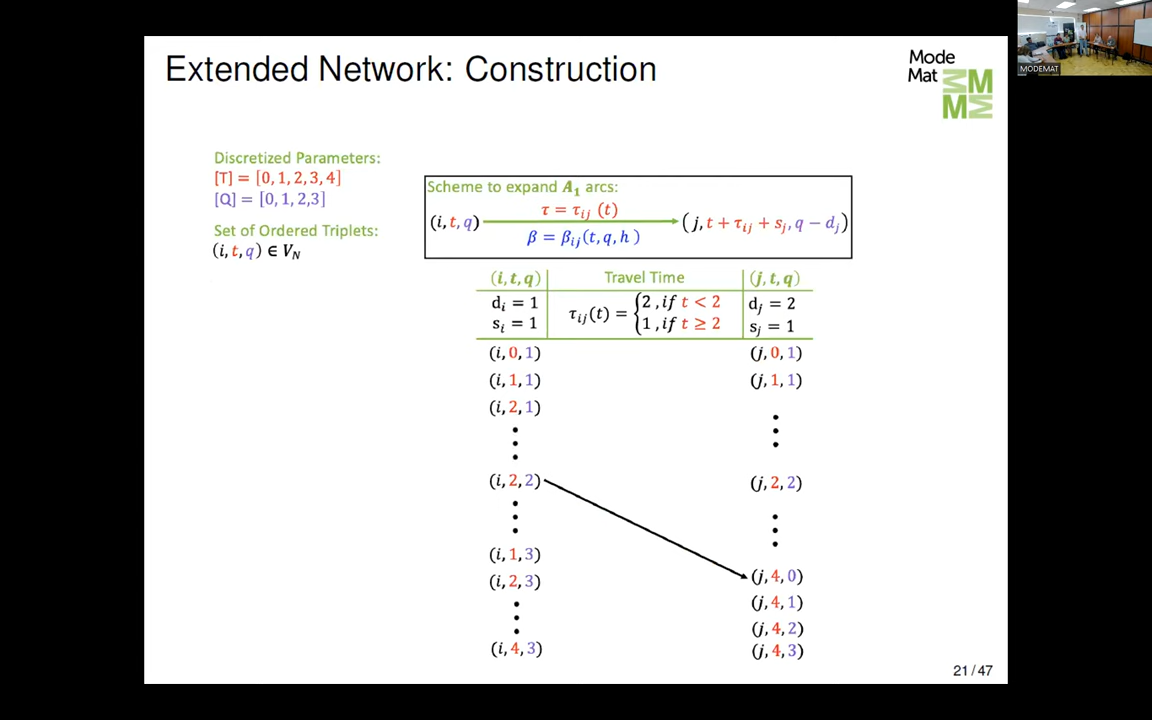 Extended Network: Construction
Mode
Mat
M
MODEMAT
Discretized Parameters:
[T] = [0, 1, 2, 3, 4]
[Q] = [0, 1, 2,3]
Set of Ordered Triplets:
(i, t, q) ∈ V_N
Scheme to expand A₁ arcs:
(i, t, q) τ = τ_ij (t) (j, t + τ_ij + s_j, q − d_j)
β = β_ij(t, q, h )
(i, t, q) Travel Time (j, t, q)
d_i = 1 τ_ij(t) = {2 , if t < 2 d_j = 2
s_i = 1 1 , if t ≥ 2 s_j = 1
(i, 0, 1) (j, 0, 1)
(i, 1, 1) (j, 1, 1)
(i, 2, 1)
(i, 2, 2) (j, 2, 2)
(i, 1, 3) (j, 4, 0)
(i, 2, 3) (j, 4, 1)
(j, 4, 2)
(i, 4, 3) (j, 4, 3)
21 / 47